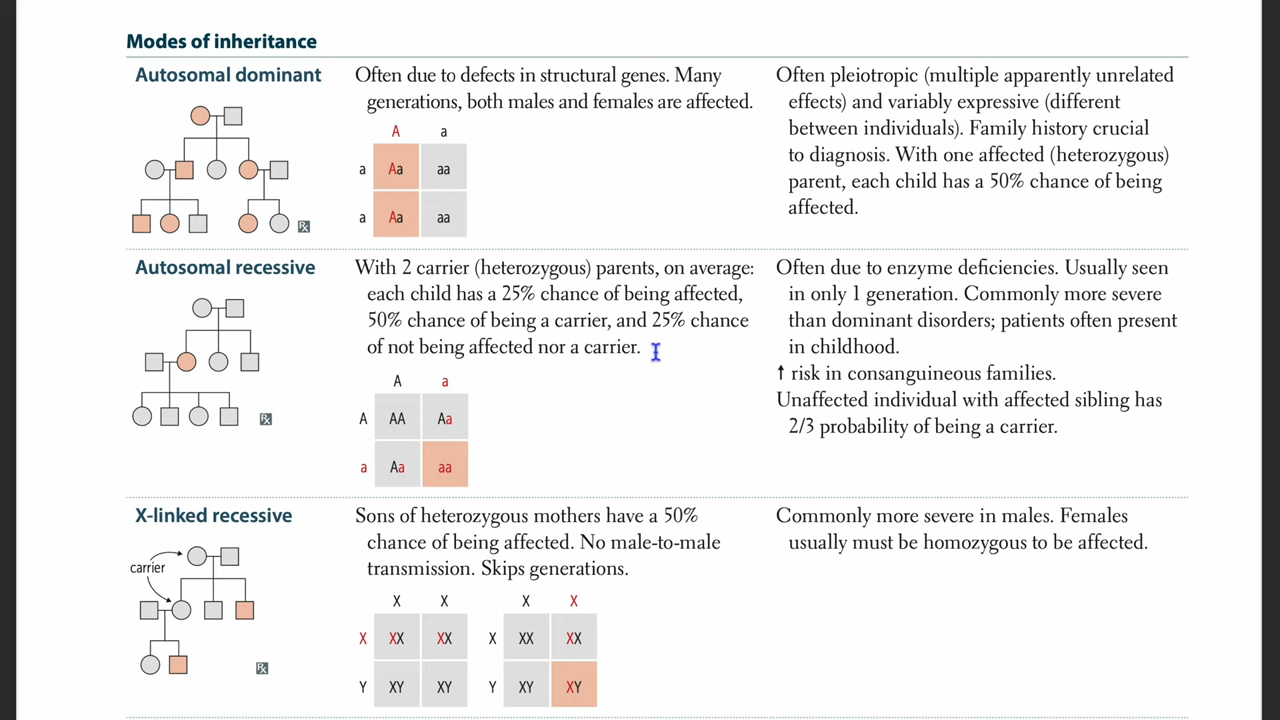 Modes of inheritance
Autosomal dominant
Often due to defects in structural genes. Many
generations, both males and females are affected.
A a
a Aa aa
a Aa aa
Often pleiotropic (multiple apparently unrelated
effects) and variably expressive (different
between individuals). Family history crucial
to diagnosis. With one affected (heterozygous)
parent, each child has a 50% chance of being
affected.
Rx
Autosomal recessive
With 2 carrier (heterozygous) parents, on average:
each child has a 25% chance of being affected,
50% chance of being a carrier, and 25% chance
of not being affected nor a carrier.
A a
A AA Aa
a Aa aa
Often due to enzyme deficiencies. Usually seen
in only 1 generation. Commonly more severe
than dominant disorders; patients often present
in childhood.
↑ risk in consanguineous families.
Unaffected individual with affected sibling has
2/3 probability of being a carrier.
Rx
X-linked recessive
carrier
Sons of heterozygous mothers have a 50%
chance of being affected. No male-to-male
transmission. Skips generations.
X X
X XX XX
Y XY XY
X X
X XX XX
Y XY XY
Commonly more severe in males. Females
usually must be homozygous to be affected.
Rx